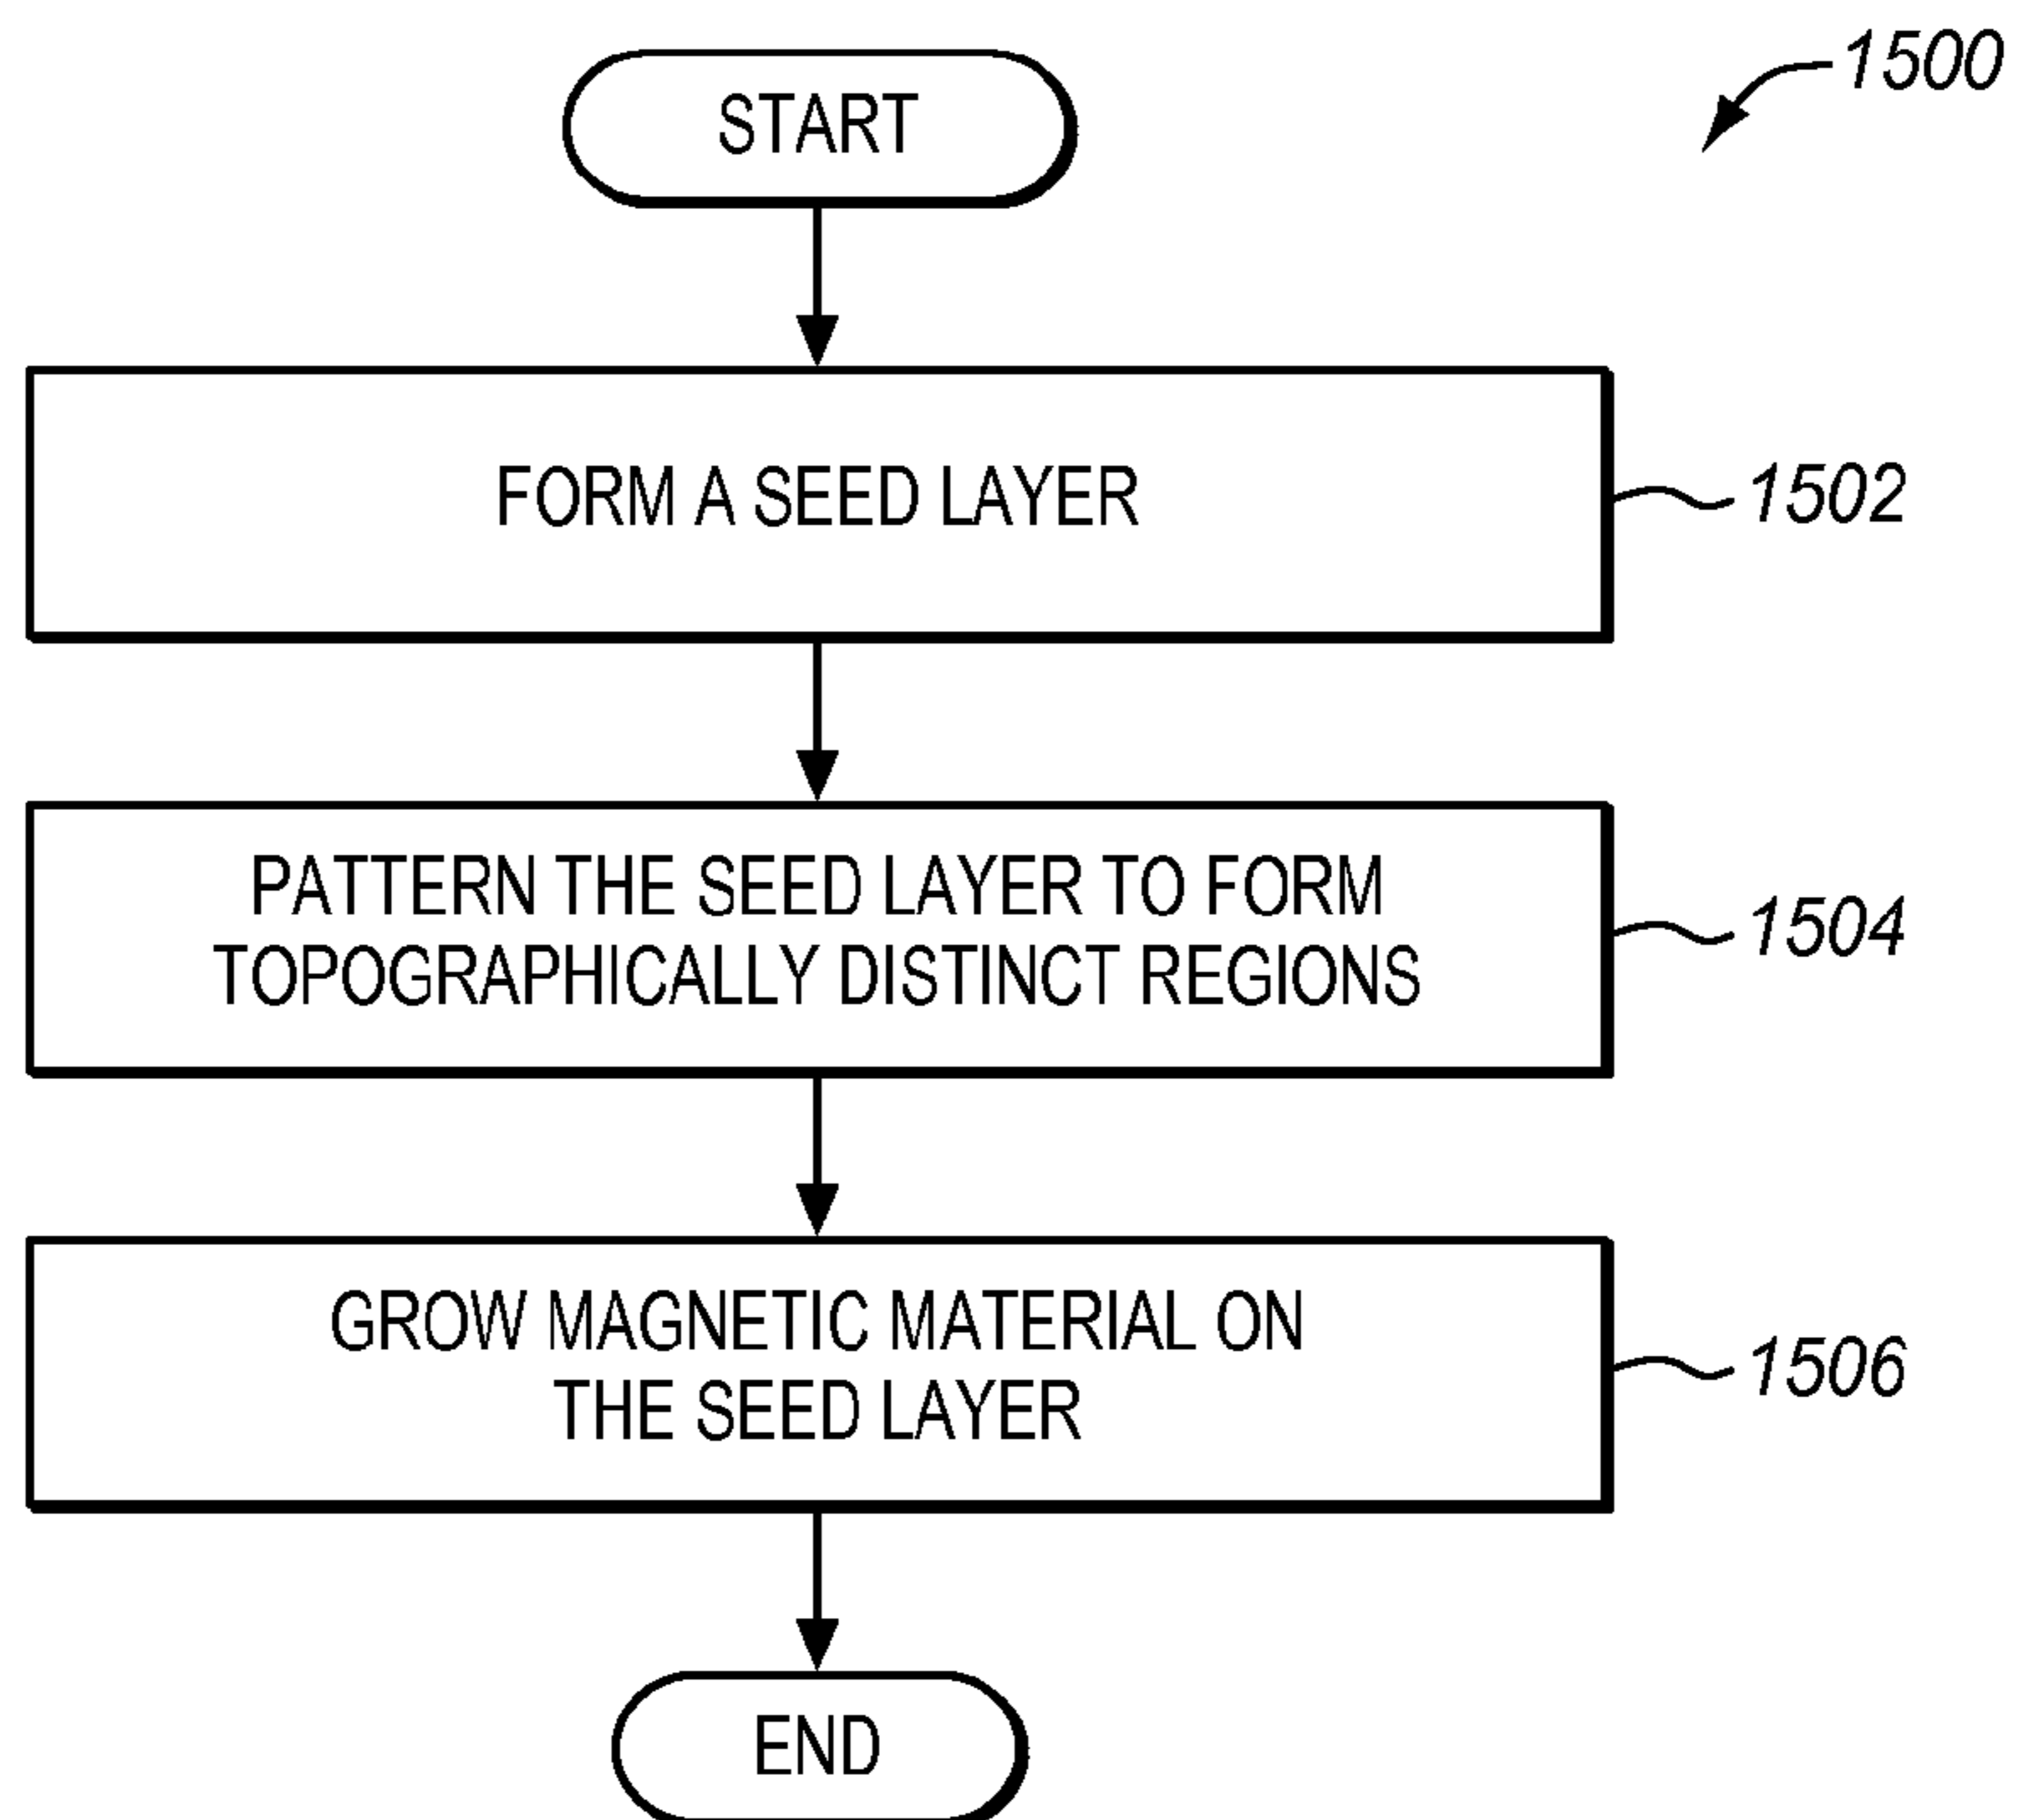 START
1500
FORM A SEED LAYER
1502
PATTERN THE SEED LAYER TO FORM
TOPOGRAPHICALLY DISTINCT REGIONS
1504
GROW MAGNETIC MATERIAL ON
THE SEED LAYER
1506
END